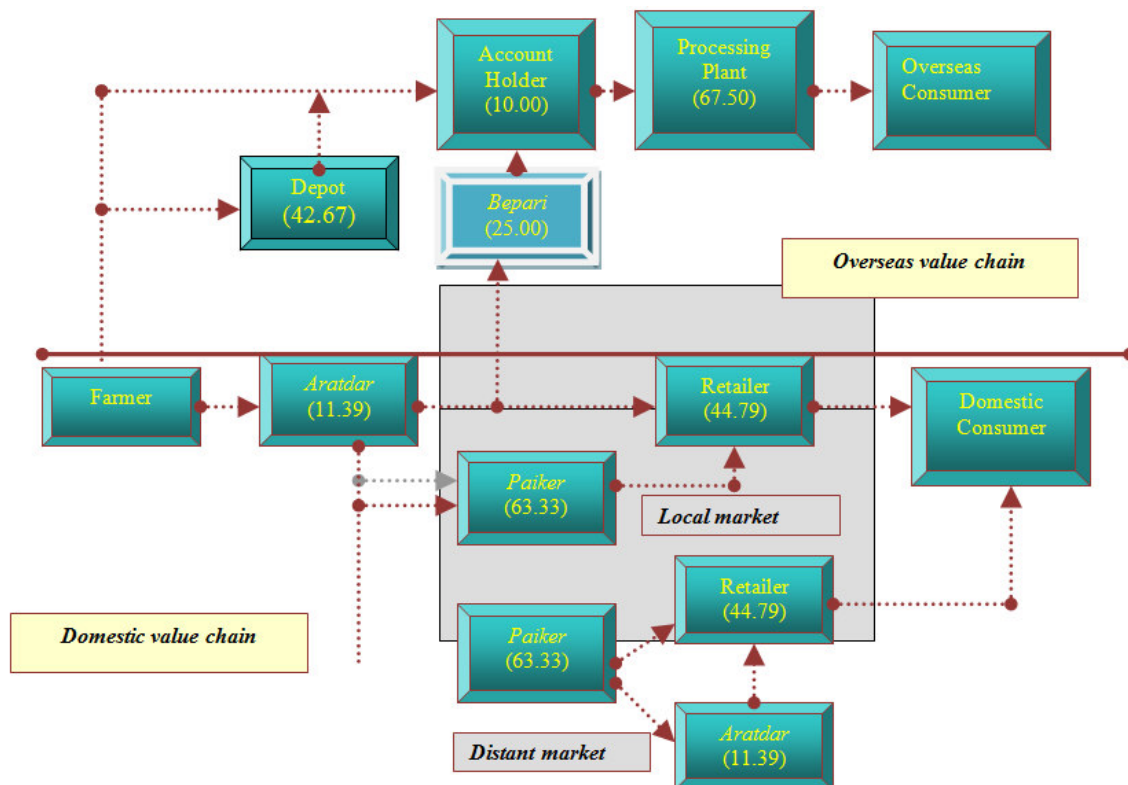 Account
Holder
(10.00)
Processing
Plant
(67.50)
Overseas
Consumer
Depot
(42.67)
Bepari
(25.00)
Overseas value chain
Farmer
Aratdar
(11.39)
Retailer
(44.79)
Domestic
Consumer
Paiker
(63.33)
Local market
Domestic value chain
Paiker
(63.33)
Retailer
(44.79)
Distant market
Aratdar
(11.39)